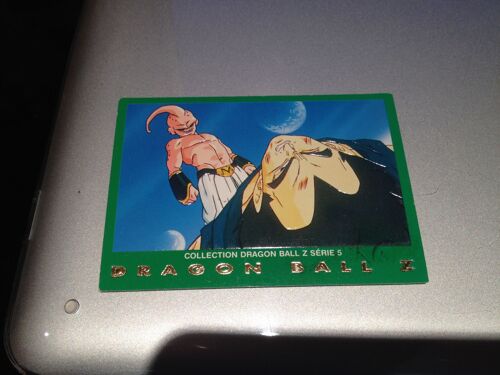 COLLECTION DRAGON BALL Z SÉRIE 5
DRAGON BALL Z